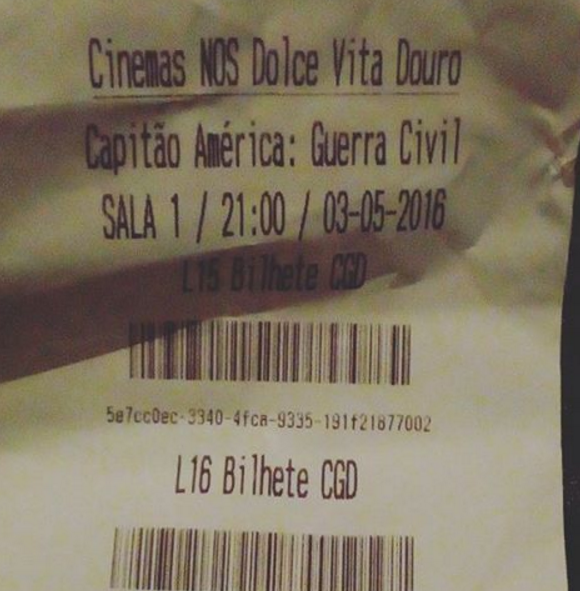 Cinemas NOS Dolce Vita Douro
Capitão América: Guerra Civil
SALA 1 / 21:00 / 03-05-2016
L15 Bilhete CGD
5e7cc0ec-3340-4fca-9335-191f21877002
L16 Bilhete CGD